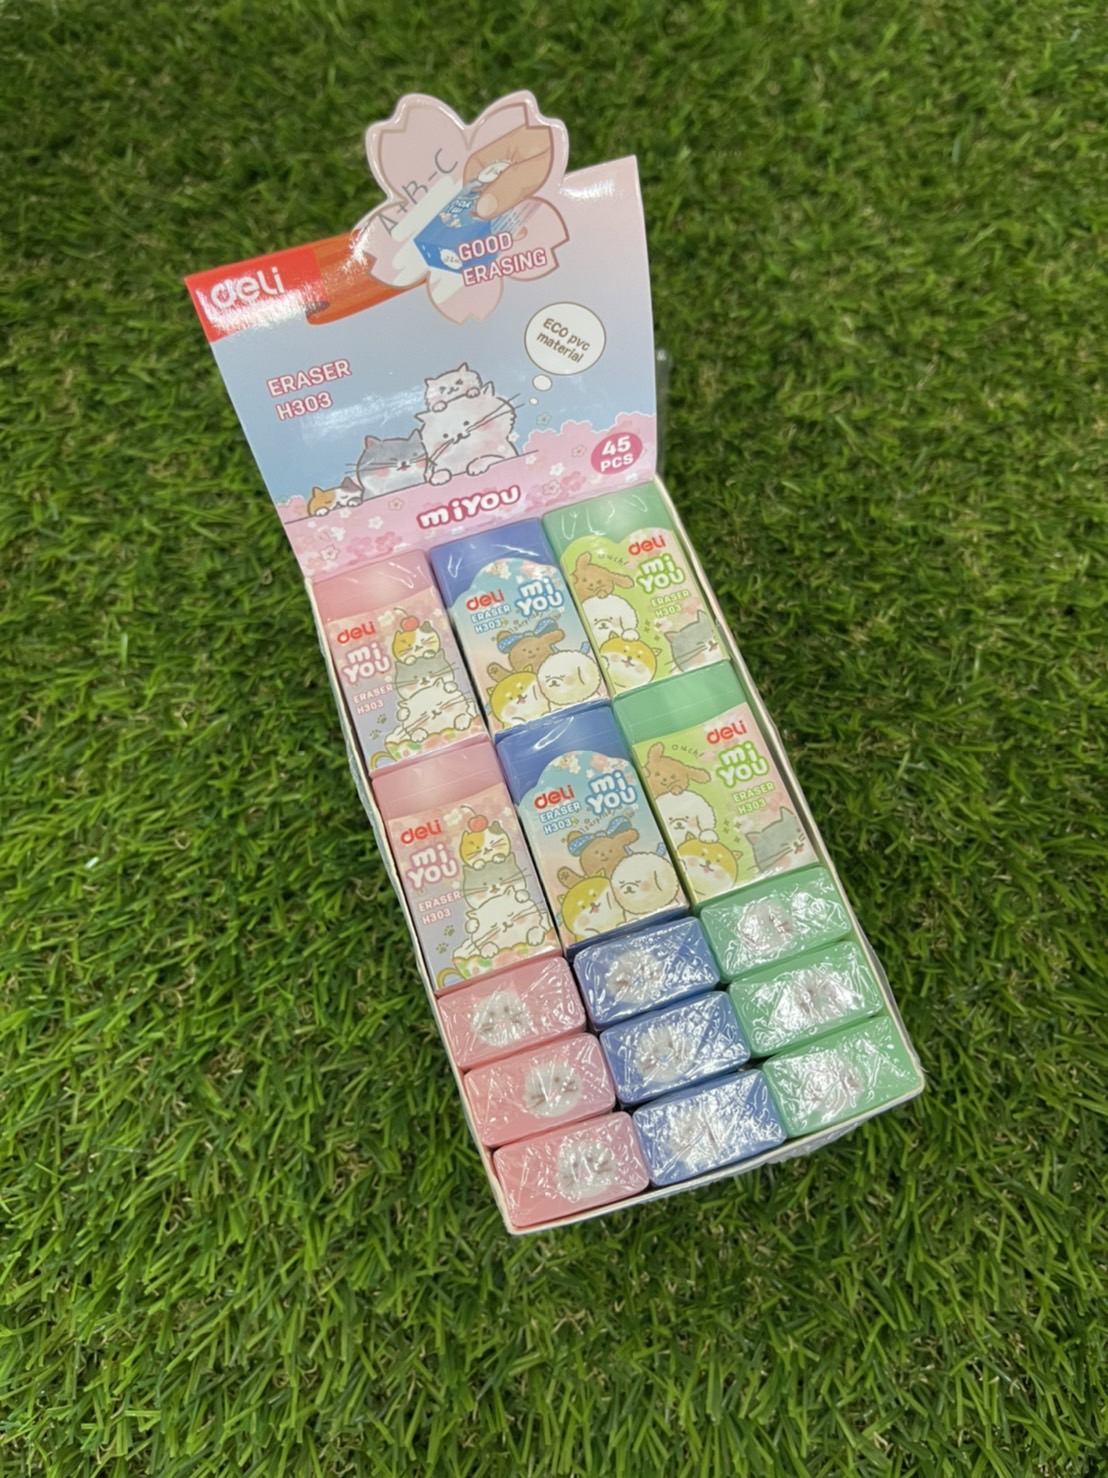 A+B-C
GOOD
ERASING
deli
ECO pvc
material
ERASER
H303
45
PCS
miYOU
deli
mi
YOU
ERASER
H303
deli
mi
YOU
ERASER
H303
ouch!
deli
mi
YOU
ERASER
H303
deli
mi
YOU
ERASER
H303
deli
mi
YOU
ERASER
H303
ouch!
deli
mi
YOU
ERASER
H303